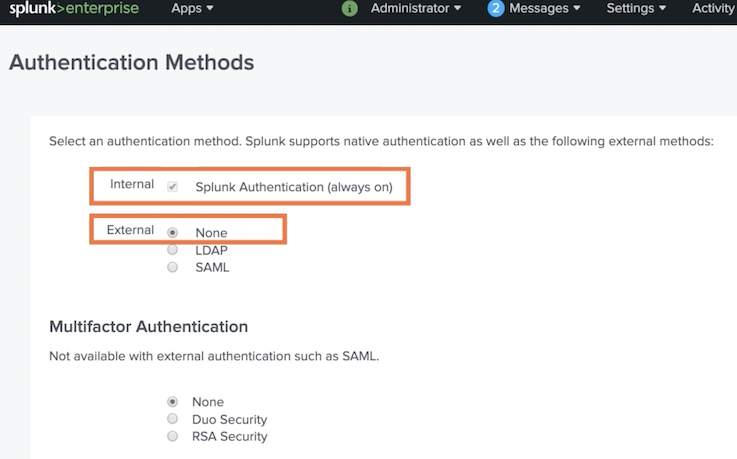 splunk>enterprise Apps i Administrator 2 Messages Settings Activity
Authentication Methods
Select an authentication method. Splunk supports native authentication as well as the following external methods:
Internal Splunk Authentication (always on)
External None
LDAP
SAML
Multifactor Authentication
Not available with external authentication such as SAML.
None
Duo Security
RSA Security